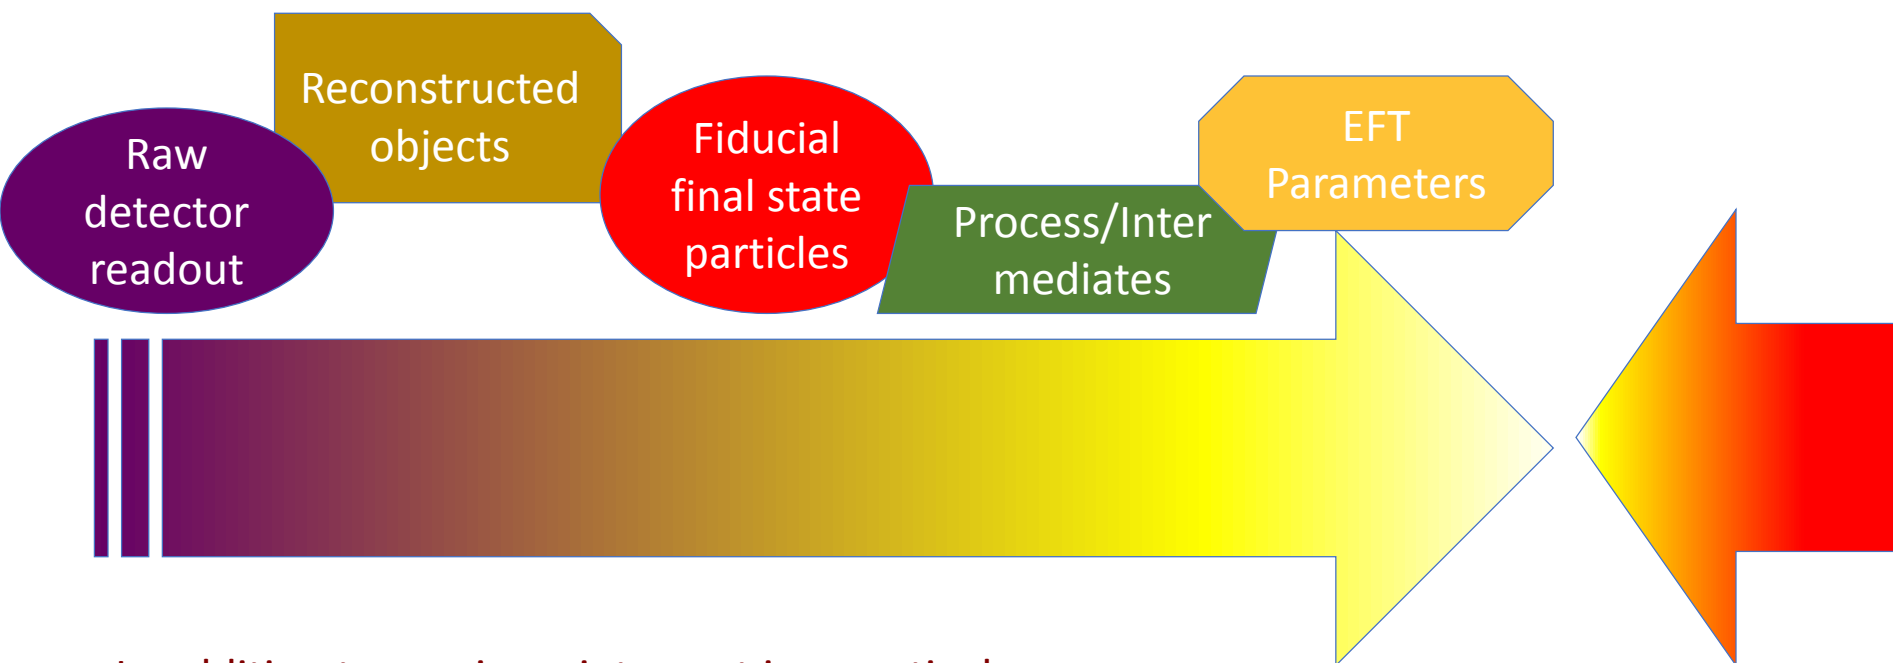 Raw
detector
readout
Reconstructed
objects
Fiducial
final state
particles
Process/Inter
mediates
EFT
Parameters